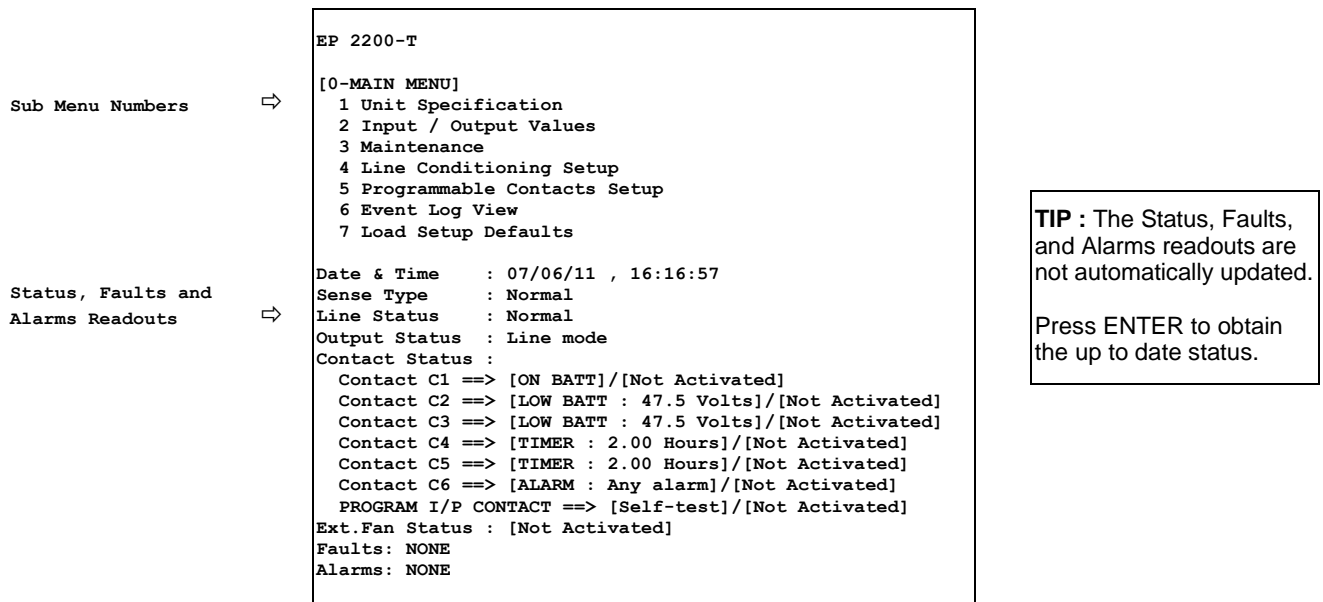 EP 2200-T
[0-MAIN MENU]
Sub Menu Numbers ⇨
1 Unit Specification
2 Input / Output Values
3 Maintenance
4 Line Conditioning Setup
5 Programmable Contacts Setup
6 Event Log View
7 Load Setup Defaults
Status, Faults and
Alarms Readouts ⇨
Date & Time : 07/06/11 , 16:16:57
Sense Type : Normal
Line Status : Normal
Output Status : Line mode
Contact Status :
Contact C1 ==> [ON BATT]/[Not Activated]
Contact C2 ==> [LOW BATT : 47.5 Volts]/[Not Activated]
Contact C3 ==> [LOW BATT : 47.5 Volts]/[Not Activated]
Contact C4 ==> [TIMER : 2.00 Hours]/[Not Activated]
Contact C5 ==> [TIMER : 2.00 Hours]/[Not Activated]
Contact C6 ==> [ALARM : Any alarm]/[Not Activated]
PROGRAM I/P CONTACT ==> [Self-test]/[Not Activated]
Ext.Fan Status : [Not Activated]
Faults: NONE
Alarms: NONE
TIP : The Status, Faults,
and Alarms readouts are
not automatically updated.
Press ENTER to obtain
the up to date status.